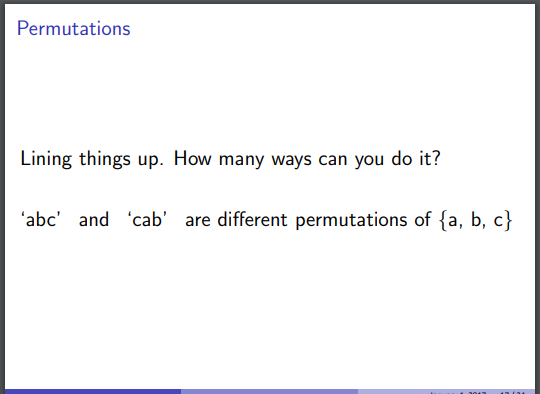 Permutations
Lining things up. How many ways can you do it?
‘abc’ and ‘cab’ are different permutations of {a, b, c}